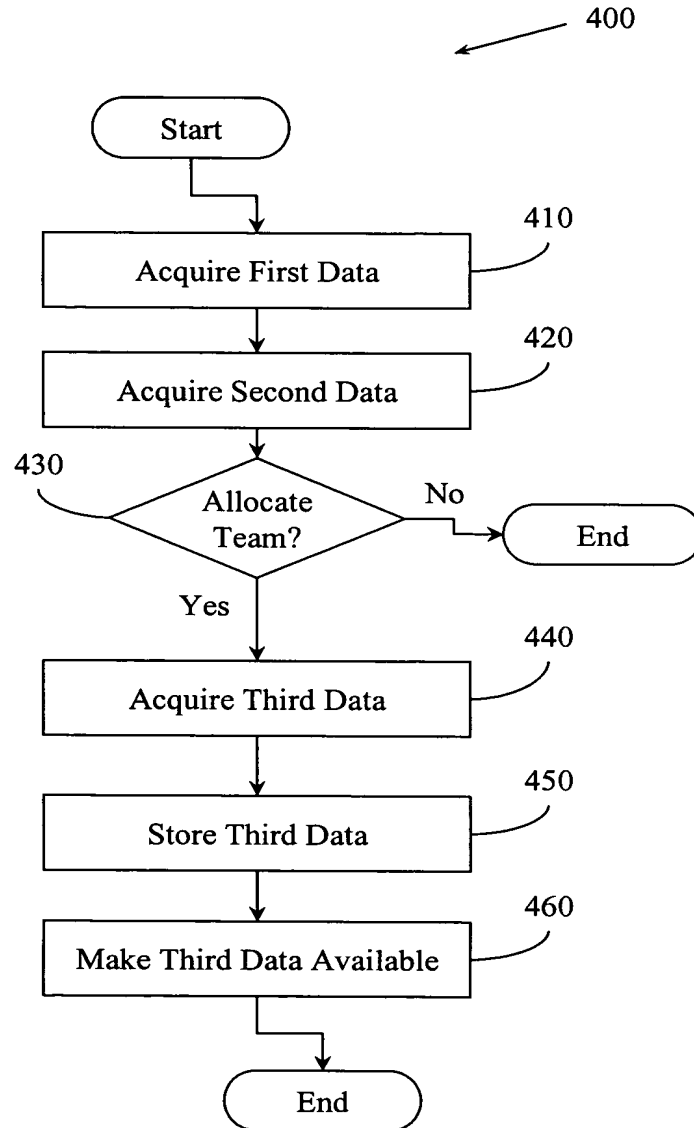 400
Start
410
Acquire First Data
420
Acquire Second Data
430
Allocate
Team?
No
End
Yes
440
Acquire Third Data
450
Store Third Data
460
Make Third Data Available
End